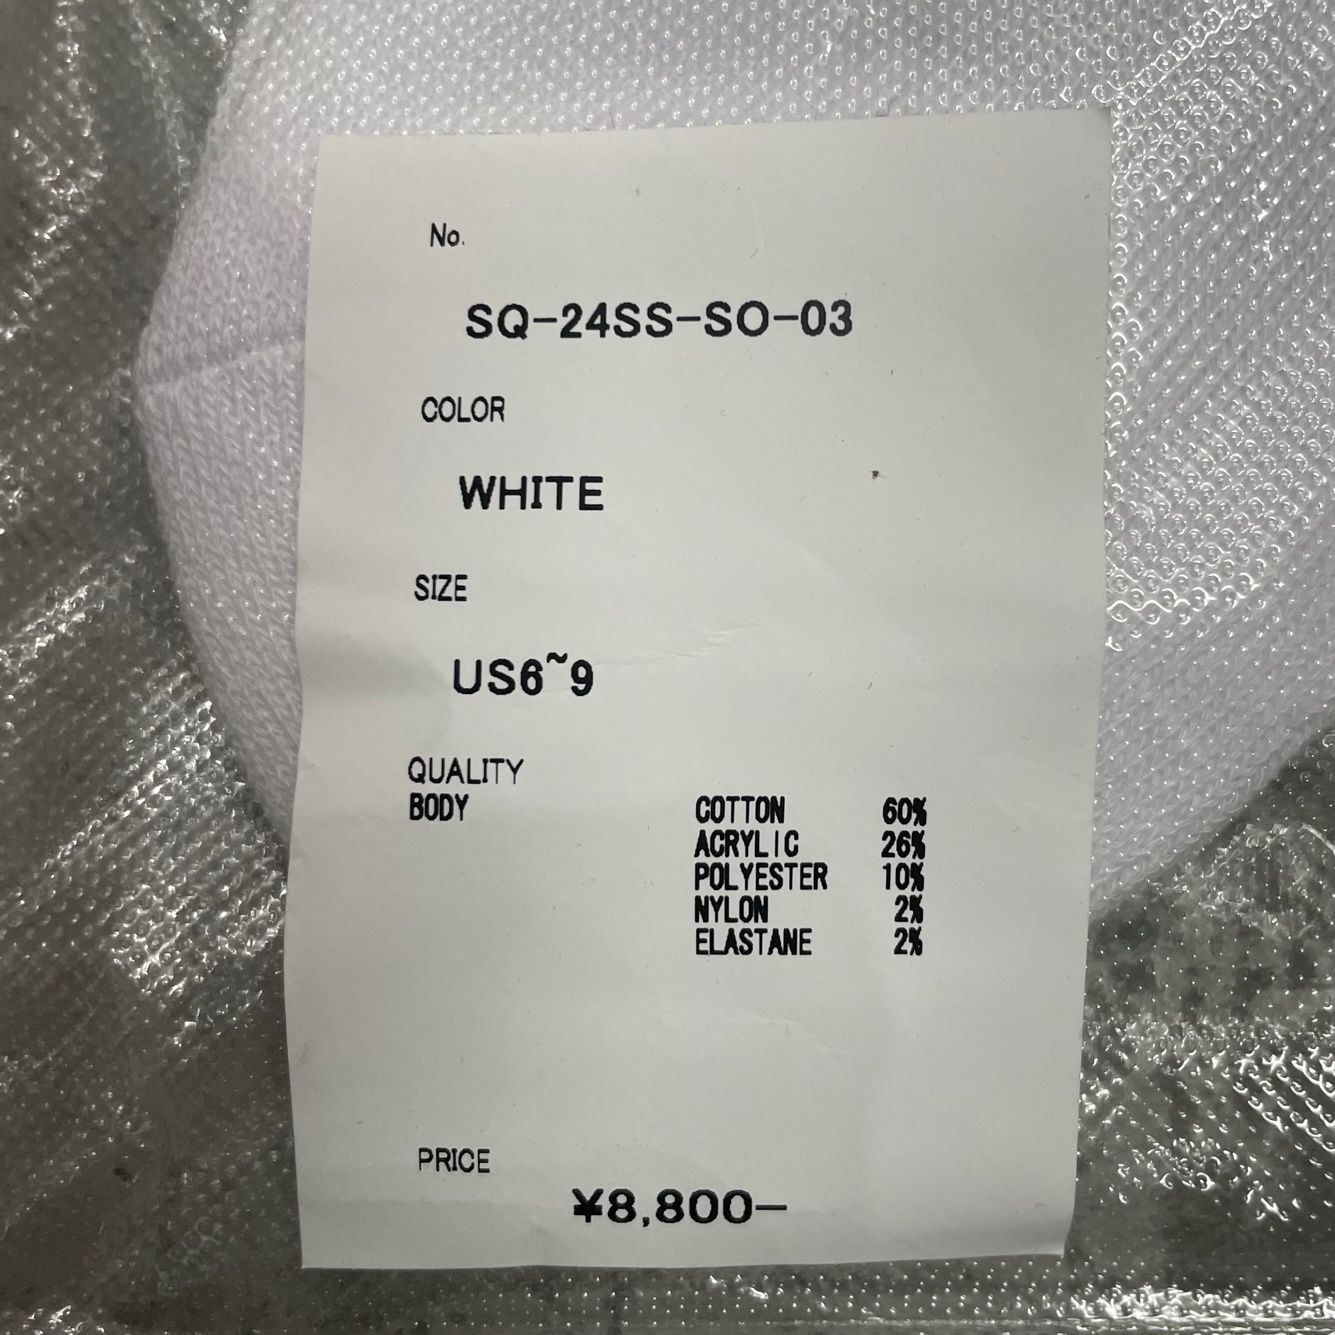 No.
SQ-24SS-SO-03
COLOR
WHITE
SIZE
US6~9
QUALITY
BODY COTTON 60%
ACRYLIC 26%
POLYESTER 10%
NYLON 2%
ELASTANE 2%
PRICE
¥8,800−